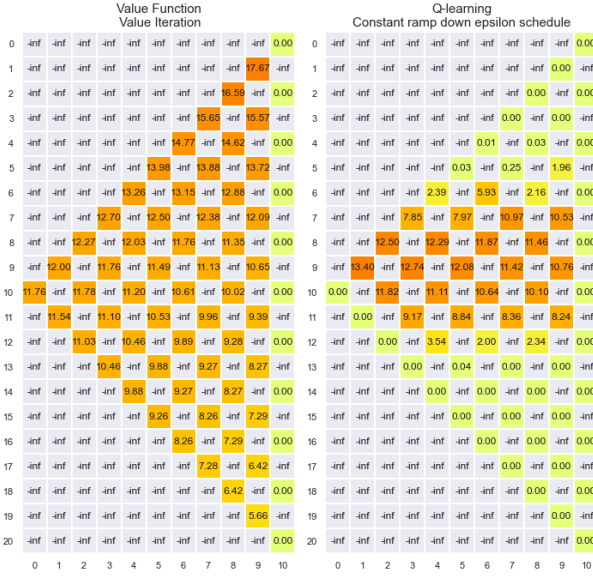 Value Function
Value Iteration
0 -inf -inf -inf -inf -inf -inf -inf -inf -inf -inf 0.00
1 -inf -inf -inf -inf -inf -inf -inf -inf -inf 17.67 -inf
2 -inf -inf -inf -inf -inf -inf -inf -inf 16.59 -inf 0.00
3 -inf -inf -inf -inf -inf -inf -inf 15.65 -inf 15.57 -inf
4 -inf -inf -inf -inf -inf -inf 14.77 -inf 14.62 -inf 0.00
5 -inf -inf -inf -inf -inf 13.98 -inf 13.88 -inf 13.72 -inf
6 -inf -inf -inf -inf 13.26 -inf 13.15 -inf 12.88 -inf 0.00
7 -inf -inf -inf 12.70 -inf 12.50 -inf 12.38 -inf 12.09 -inf
8 -inf -inf 12.27 -inf 12.03 -inf 11.76 -inf 11.35 -inf 0.00
9 -inf 12.00 -inf 11.76 -inf 11.49 -inf 11.13 -inf 10.65 -inf
10 11.76 -inf 11.78 -inf 11.20 -inf 10.61 -inf 10.02 -inf 0.00
11 -inf 11.54 -inf 11.10 -inf 10.53 -inf 9.96 -inf 9.39 -inf
12 -inf -inf 11.03 -inf 10.46 -inf 9.89 -inf 9.28 -inf 0.00
13 -inf -inf -inf 10.46 -inf 9.88 -inf 9.27 -inf 8.27 -inf
14 -inf -inf -inf -inf 9.88 -inf 9.27 -inf 8.27 -inf 0.00
15 -inf -inf -inf -inf -inf 9.26 -inf 8.26 -inf 7.29 -inf
16 -inf -inf -inf -inf -inf -inf 8.26 -inf 7.29 -inf 0.00
17 -inf -inf -inf -inf -inf -inf -inf 7.28 -inf 6.42 -inf
18 -inf -inf -inf -inf -inf -inf -inf -inf 6.42 -inf 0.00
19 -inf -inf -inf -inf -inf -inf -inf -inf -inf 5.66 -inf
20 -inf -inf -inf -inf -inf -inf -inf -inf -inf -inf 0.00
0 1 2 3 4 5 6 7 8 9 10
Q-learning
Constant ramp down epsilon schedule
0 -inf -inf -inf -inf -inf -inf -inf -inf -inf -inf 0.00
1 -inf -inf -inf -inf -inf -inf -inf -inf -inf 0.00 -inf
2 -inf -inf -inf -inf -inf -inf -inf -inf 0.00 -inf 0.00
3 -inf -inf -inf -inf -inf -inf -inf 0.00 -inf 0.00 -inf
4 -inf -inf -inf -inf -inf -inf 0.01 -inf 0.03 -inf 0.00
5 -inf -inf -inf -inf -inf 0.03 -inf 0.25 -inf 1.96 -inf
6 -inf -inf -inf -inf 2.39 -inf 5.93 -inf 2.16 -inf 0.00
7 -inf -inf -inf 7.85 -inf 7.97 -inf 10.97 -inf 10.53 -inf
8 -inf -inf 12.50 -inf 12.29 -inf 11.87 -inf 11.46 -inf 0.00
9 -inf 13.40 -inf 12.74 -inf 12.08 -inf 11.42 -inf 10.76 -inf
10 0.00 -inf 11.82 -inf 11.11 -inf 10.64 -inf 10.10 -inf 0.00
11 -inf 0.00 -inf 9.17 -inf 8.84 -inf 8.36 -inf 8.24 -inf
12 -inf -inf 0.00 -inf 3.54 -inf 2.00 -inf 2.34 -inf 0.00
13 -inf -inf -inf 0.00 -inf 0.04 -inf 0.00 -inf 0.00 -inf
14 -inf -inf -inf -inf 0.00 -inf 0.00 -inf 0.00 -inf 0.00
15 -inf -inf -inf -inf -inf 0.00 -inf 0.00 -inf 0.00 -inf
16 -inf -inf -inf -inf -inf -inf 0.00 -inf 0.00 -inf 0.00
17 -inf -inf -inf -inf -inf -inf -inf 0.00 -inf 0.00 -inf
18 -inf -inf -inf -inf -inf -inf -inf -inf 0.00 -inf 0.00
19 -inf -inf -inf -inf -inf -inf -inf -inf -inf 0.00 -inf
20 -inf -inf -inf -inf -inf -inf -inf -inf -inf -inf 0.00
0 1 2 3 4 5 6 7 8 9 10